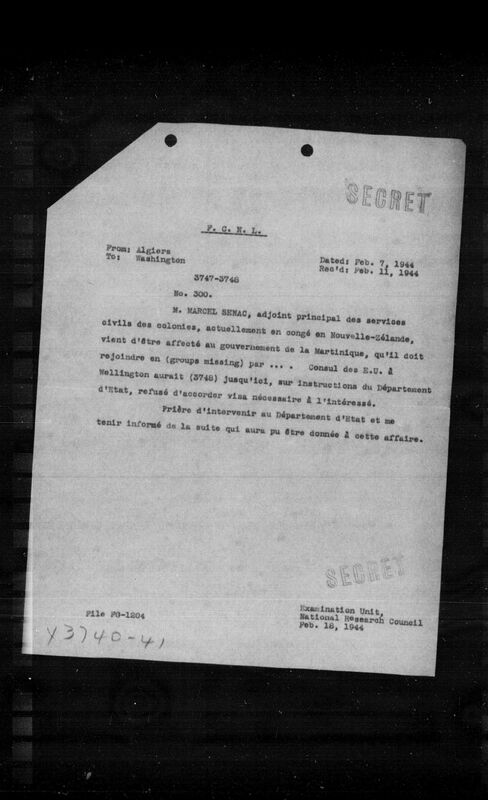 SECRET
F. C. N. L.
From: Algiers
To: Washington
Dated: Feb. 7, 1944
Rec'd: Feb. 11, 1944
3747-3748
No. 300.
M. MARCEL SENAC, adjoint principal des services
civils des colonies, actuellement en congé en Nouvelle-Zélande,
vient d'être affecté au gouvernement de la Martinique, qu'il doit
rejoindre en (groups missing) par ... . Consul des E.U. à
Wellington aurait (3748) jusqu'ici, sur instructions du Département
d'Etat, refusé d'accorder visa nécessaire à l'intéressé.
Prière d'intervenir au Département d'Etat et me
tenir informé de la suite qui aura pu être donnée à cette affaire.
SECRET
File FG-1204
Examination Unit,
National Research Council
Feb. 18, 1944
Y3740-41